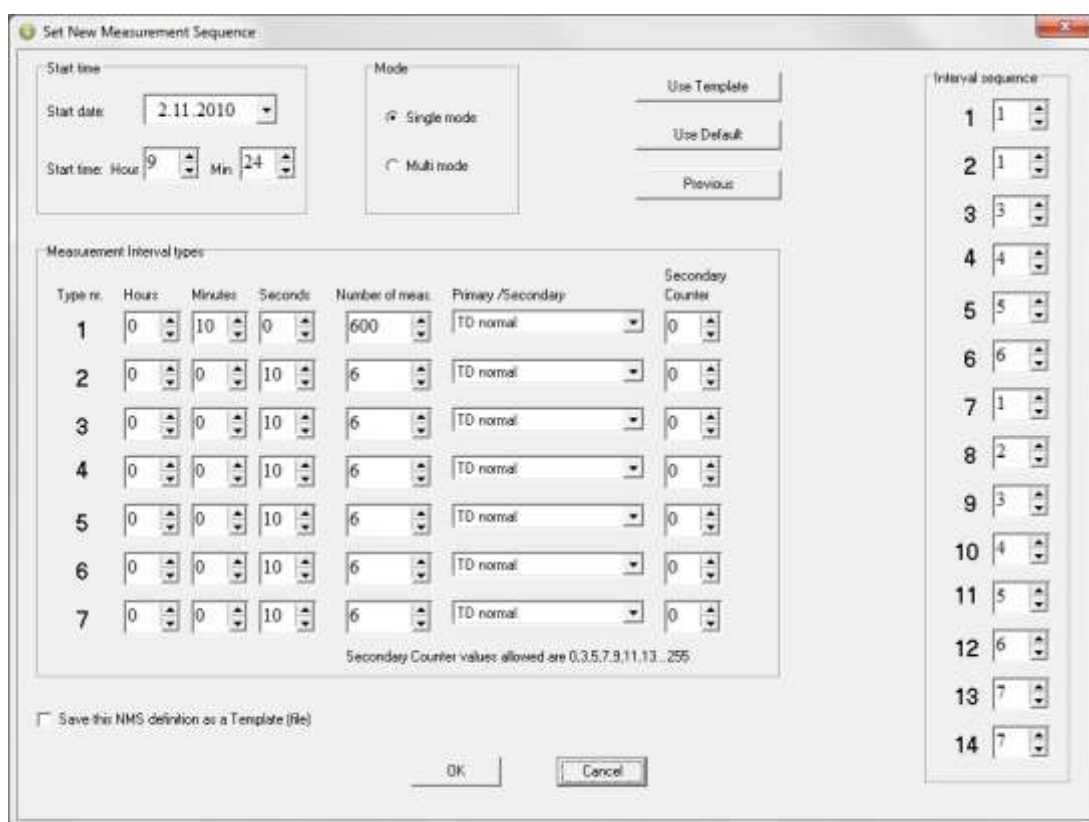 Set New Measurement Sequence
Start time
Start date: 2.11.2010
Start time: Hour 9 Min 24
Mode
Single mode
Multi mode
Use Template
Use Default
Previous
Measurement Interval types
Type nr. Hours Minutes Seconds Number of meas. Primary /Secondary Secondary Counter
1 0 10 0 600 TD normal 0
2 0 0 10 6 TD normal 0
3 0 0 10 6 TD normal 0
4 0 0 10 6 TD normal 0
5 0 0 10 6 TD normal 0
6 0 0 10 6 TD normal 0
7 0 0 10 6 TD normal 0
Secondary Counter values allowed are 0,3,5,7,9,11,13...255
Save this NMS definition as a Template (file)
OK Cancel
Interval sequence
1 1
2 1
3 3
4 4
5 5
6 6
7 1
8 2
9 3
10 4
11 5
12 6
13 7
14 7